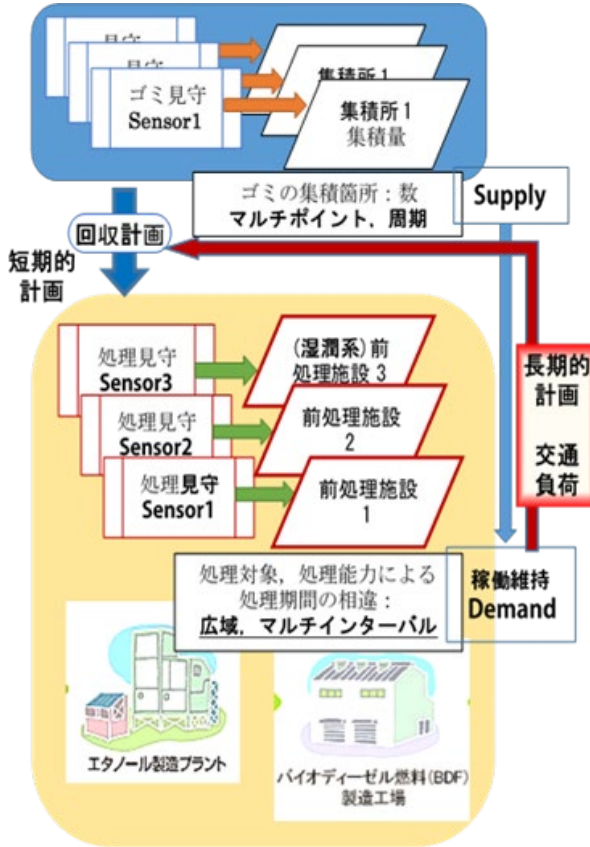 見守
見守
集積所1
ゴミ見守
Sensor1
集積所1
集積量
ゴミの集積箇所：数
マルチポイント，周期
Supply
回収計画
短期的
計画
処理見守
Sensor3
(湿潤系)前
処理施設 3
処理見守
Sensor2
前処理施設
2
処理見守
Sensor1
前処理施設
1
長期的
計画
交通
負荷
処理対象，処理能力による
処理期間の相違：
広域，マルチインターバル
稼働維持
Demand
エタノール製造プラント
バイオディーゼル燃料(BDF)
製造工場